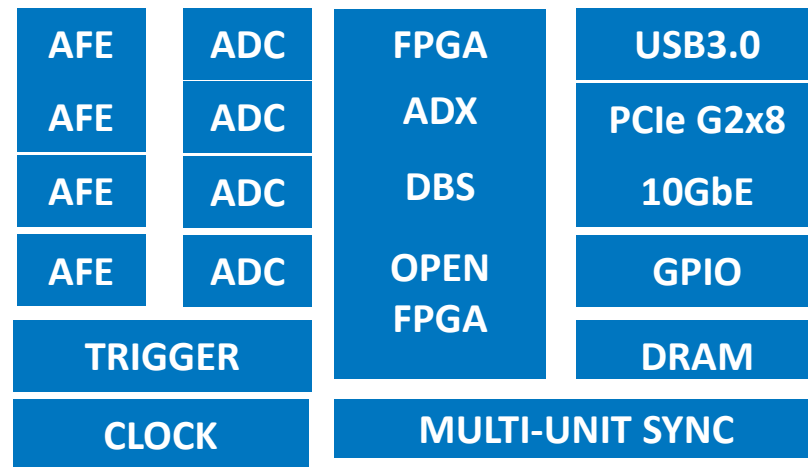 AFE ADC FPGA USB3.0
AFE ADC ADX PCIe G2x8
AFE ADC DBS 10GbE
AFE ADC OPEN GPIO
FPGA
TRIGGER DRAM
CLOCK MULTI-UNIT SYNC